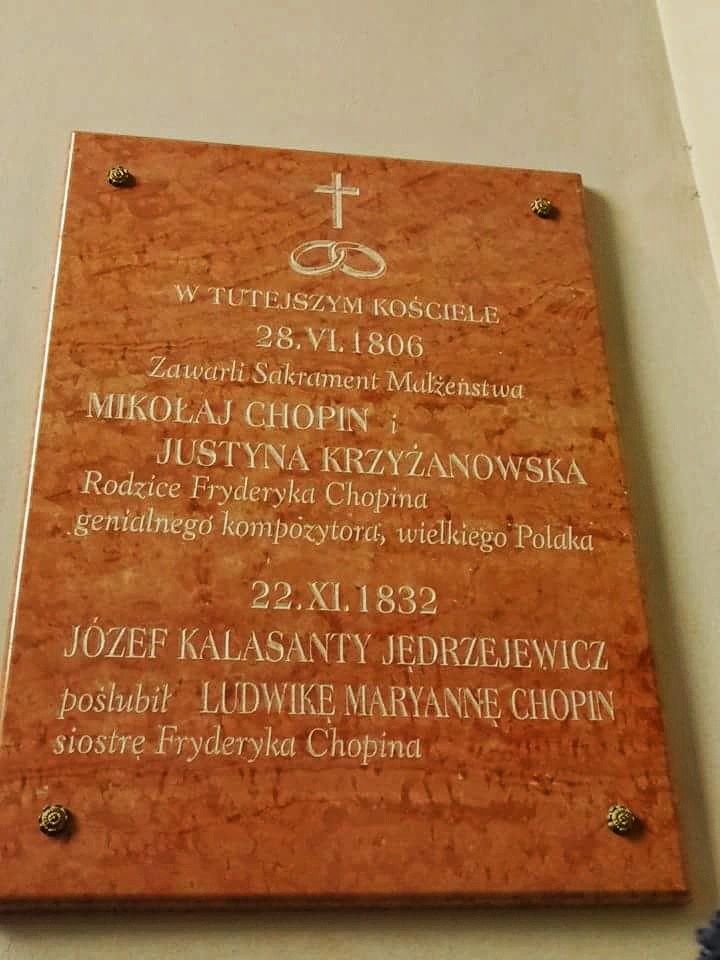 W TUTEJSZYM KOŚCIELE
28.VI.1806
Zawarli Sakrament Małżeństwa
MIKOŁAJ CHOPIN i
JUSTYNA KRZYŻANOWSKA
Rodzice Fryderyka Chopina
genialnego kompozytora, wielkiego Polaka
22.XI.1832
JÓZEF KALASANTY JĘDRZEJEWICZ
poślubił LUDWIKĘ MARYANNĘ CHOPIN
siostrę Fryderyka Chopina